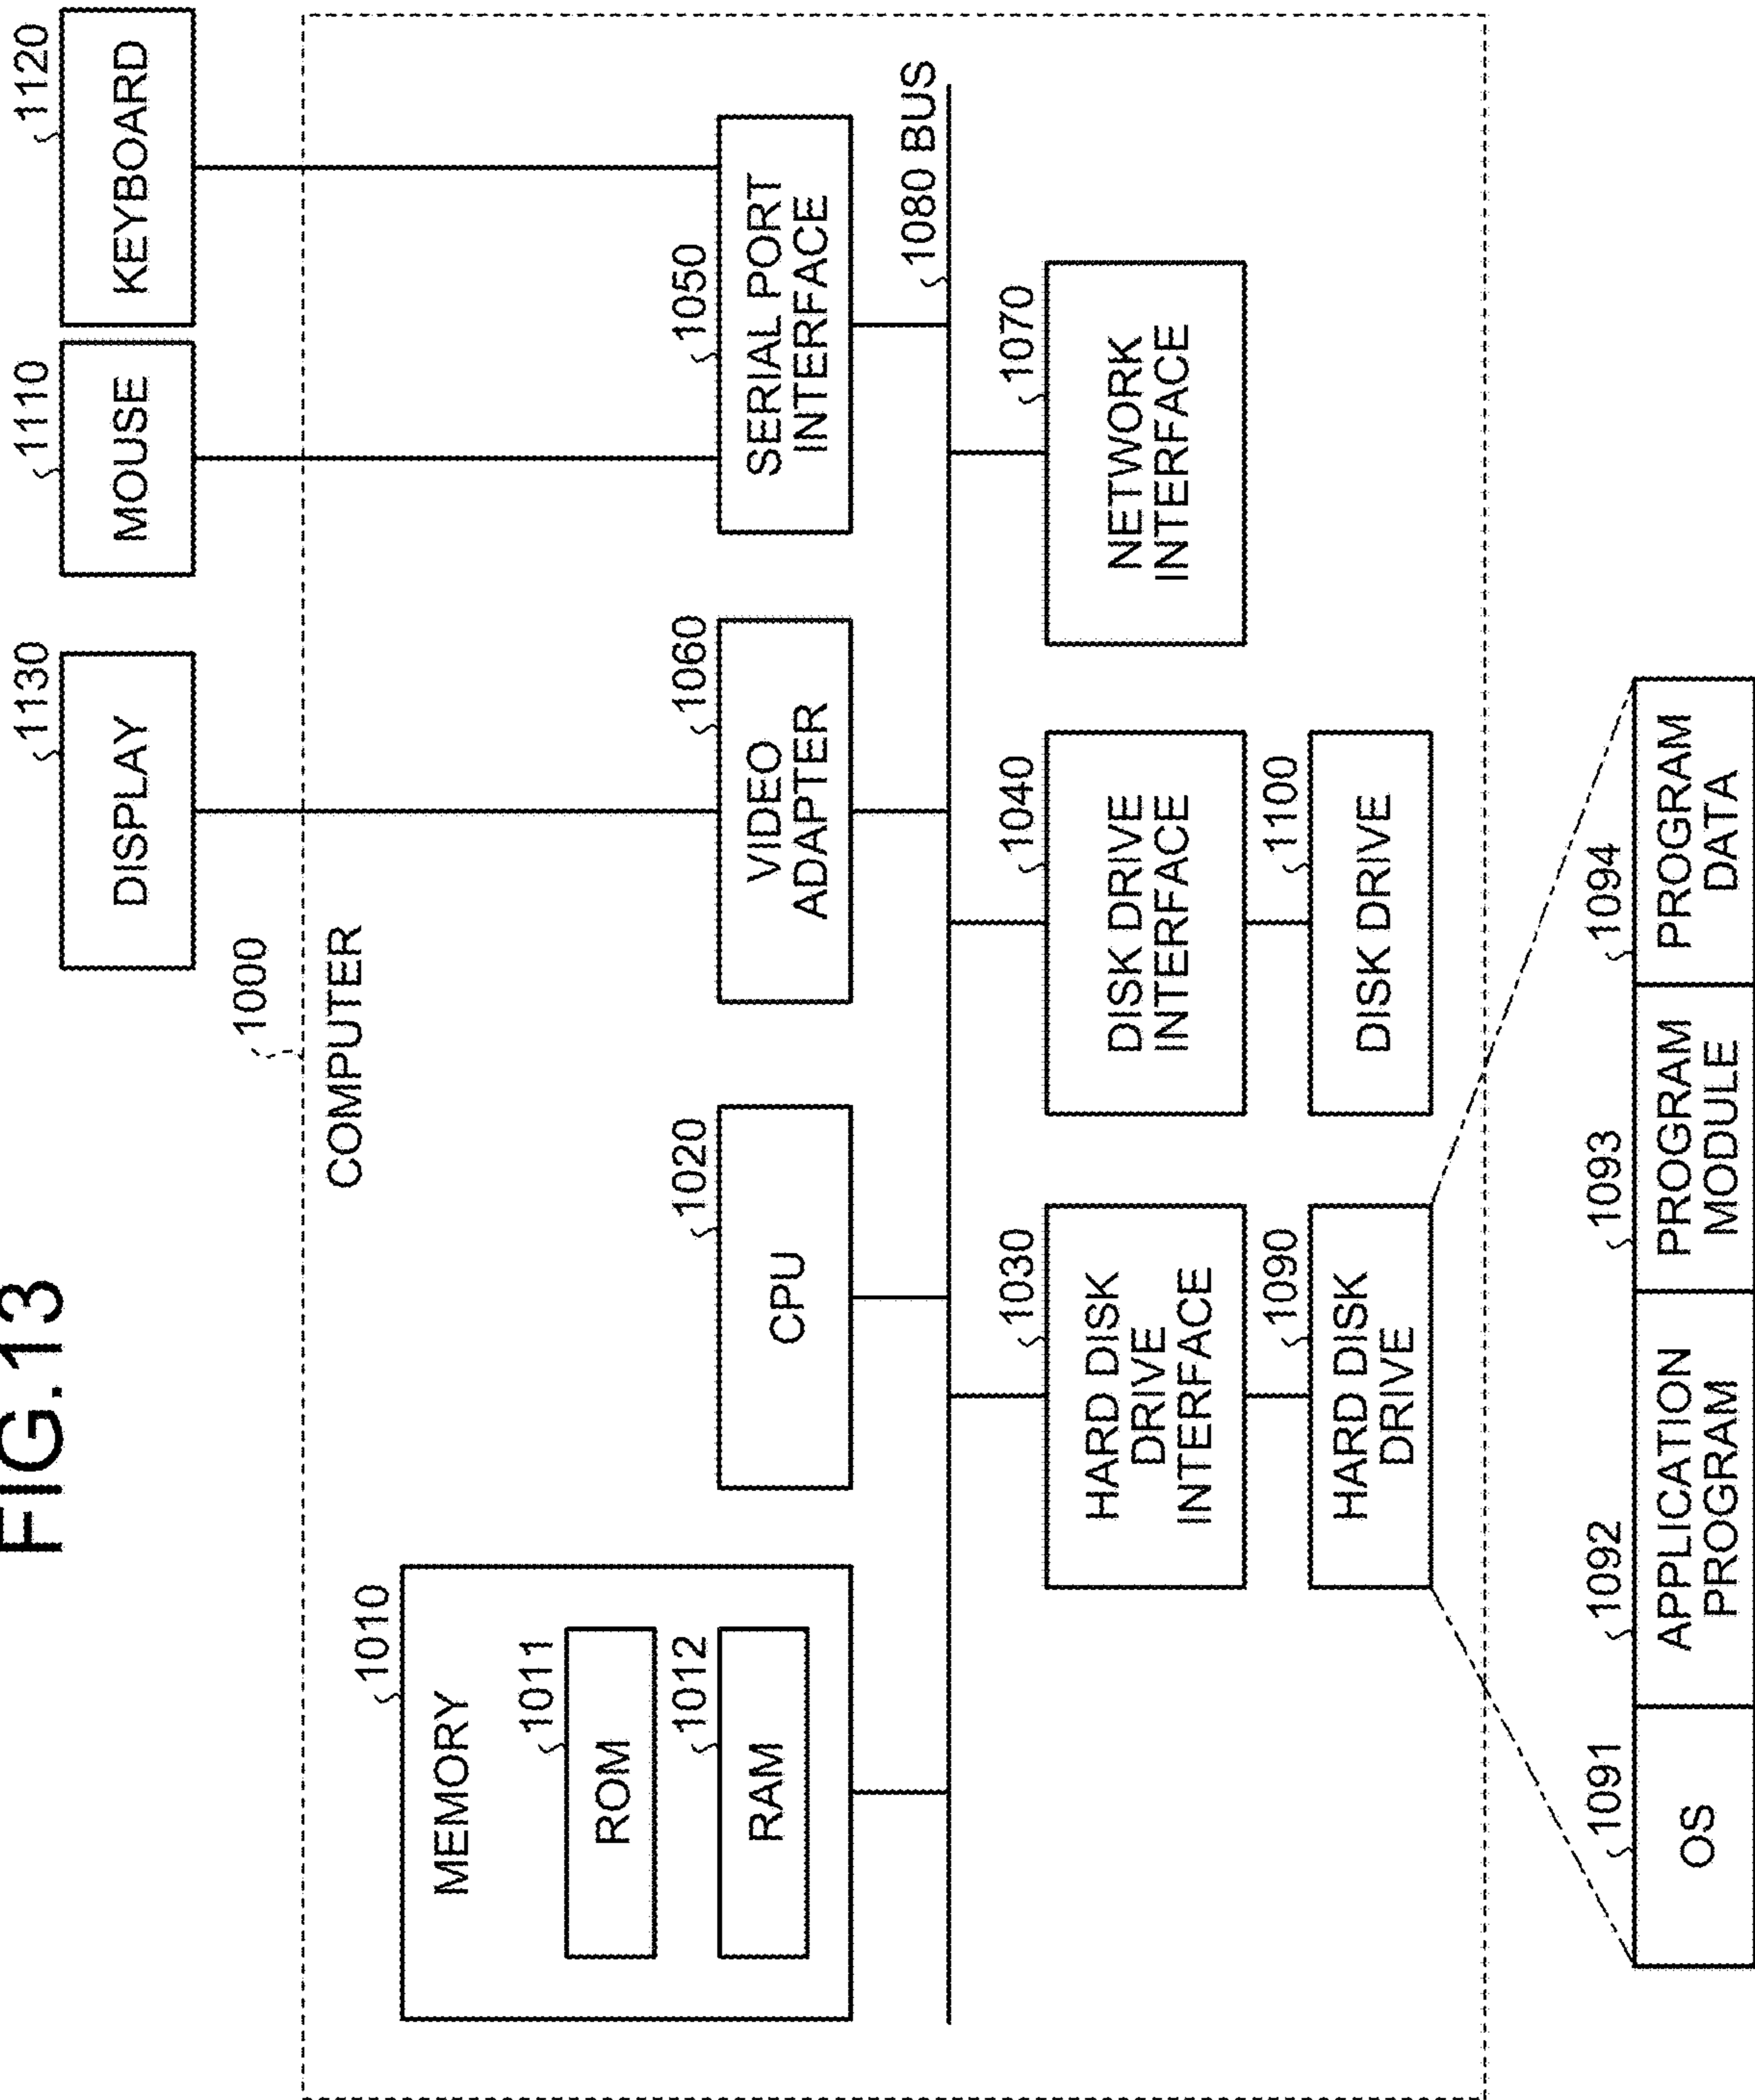 FIG.13
1130
DISPLAY
1110
MOUSE
1120
KEYBOARD
1000
COMPUTER
1010
MEMORY
1011
ROM
1012
RAM
1020
CPU
1060
VIDEO
ADAPTER
1050
SERIAL PORT
INTERFACE
1080 BUS
1030
HARD DISK
DRIVE
INTERFACE
1040
DISK DRIVE
INTERFACE
1070
NETWORK
INTERFACE
1090
HARD DISK
DRIVE
1100
DISK DRIVE
1091
OS
1092
APPLICATION
PROGRAM
1093
PROGRAM
MODULE
1094
PROGRAM
DATA